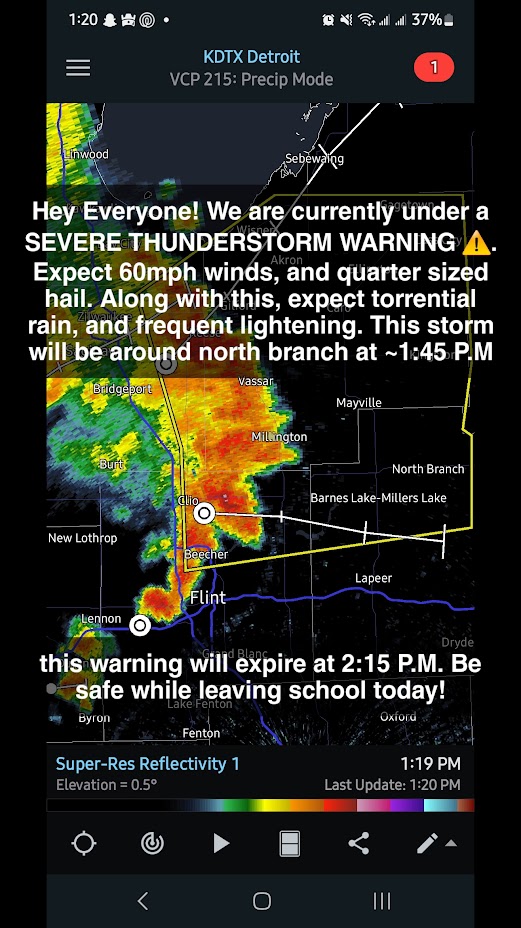 1:20
37%
KDTX Detroit
VCP 215: Precip Mode
1
Linwood
Sebewaing
Gagetown
Hey Everyone! We are currently under a
SEVERE THUNDERSTORM WARNING ⚠️.
Wisner
Akron
Expect 60mph winds, and quarter sized
hail. Along with this, expect torrential
Gilford
Caro
Zilwaukee
rain, and frequent lightening. This storm
Reese
will be around north branch at ~1:45 P.M
Bridgeport
Vassar
Mayville
Millington
Burt
North Branch
Clio
Barnes Lake-Millers Lake
New Lothrop
Beecher
Lapeer
Flint
Lennon
Grand Blanc
Dryde
this warning will expire at 2:15 P.M. Be
safe while leaving school today!
Lake Fenton
Byron
Oxford
Fenton
Super-Res Reflectivity 1
1:19 PM
Elevation = 0.5°
Last Update: 1:20 PM